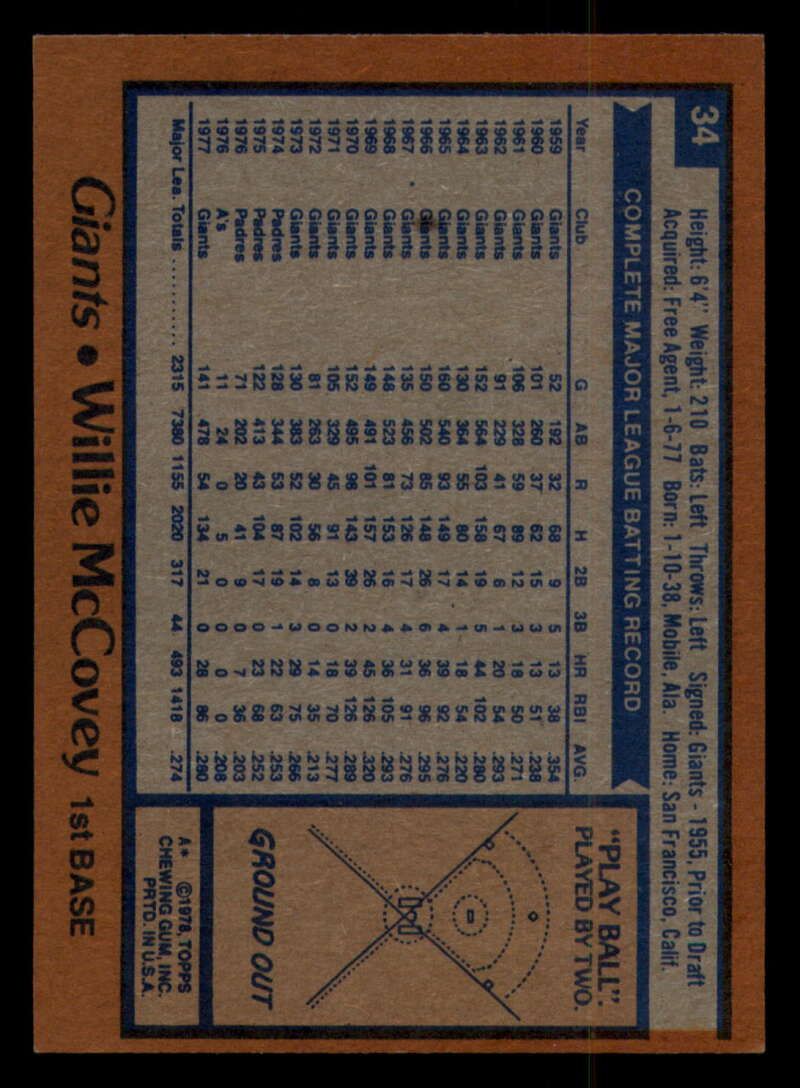 34
Height: 6'4" Weight: 210 Bats: Left Throws: Left Signed: Giants - 1955, Prior to Draft
Acquired: Free Agent, 1-6-77 Born: 1-10-38, Mobile, Ala. Home: San Francisco, Calif.
COMPLETE MAJOR LEAGUE BATTING RECORD
Year Club G AB R H 2B 3B HR RBI AVG.
1959 Giants 52 192 32 68 9 5 13 38 .354
1960 Giants 101 260 37 62 15 3 13 51 .238
1961 Giants 106 328 59 89 12 3 18 50 .271
1962 Giants 91 229 41 67 6 1 20 54 .293
1963 Giants 152 564 103 158 19 5 44 102 .280
1964 Giants 130 364 55 80 14 1 18 54 .220
1965 Giants 160 540 93 149 17 4 39 92 .276
1966 Giants 150 502 85 148 26 6 36 96 .295
1967 Giants 135 456 73 126 17 4 31 91 .276
1968 Giants 148 523 81 153 16 4 36 105 .293
1969 Giants 149 491 101 157 26 2 45 126 .320
1970 Giants 152 495 98 143 39 2 39 126 .289
1971 Giants 105 329 45 91 13 0 18 70 .277
1972 Giants 81 263 30 56 8 0 14 35 .213
1973 Giants 130 383 52 102 14 3 29 75 .266
1974 Padres 128 344 53 87 19 1 22 63 .253
1975 Padres 122 413 43 104 17 0 23 68 .252
1976 Padres 71 202 20 41 9 0 7 36 .203
1976 A's 11 24 0 5 0 0 0 0 .208
1977 Giants 141 478 54 134 21 0 28 86 .280
Major Lea. Totals ........... 2315 7380 1155 2020 317 44 493 1418 .274
"PLAY BALL".
PLAYED BY TWO.
GROUND OUT
A* ©1978, TOPPS
CHEWING GUM, INC.
PRTD. IN U.S.A.
Giants • Willie McCovey 1st BASE